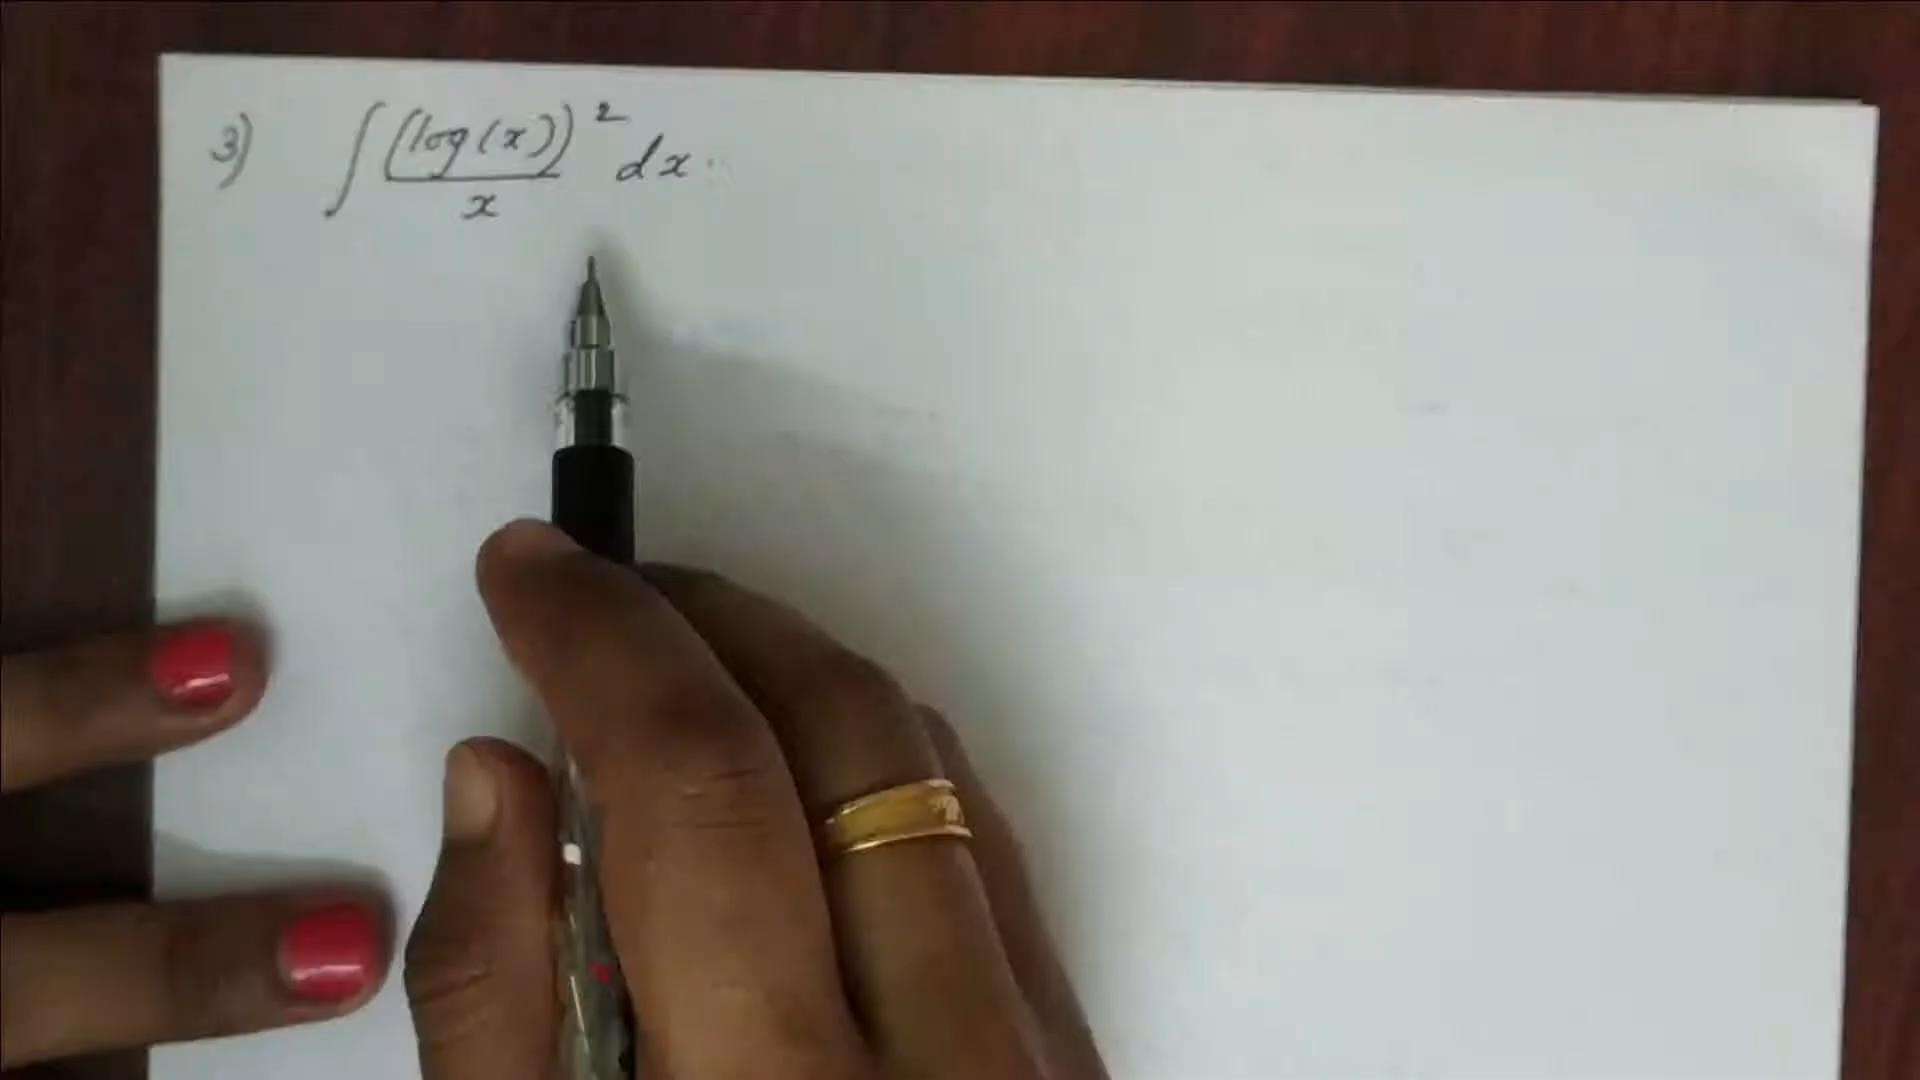 3) ∫ (log(x))² / x dx.